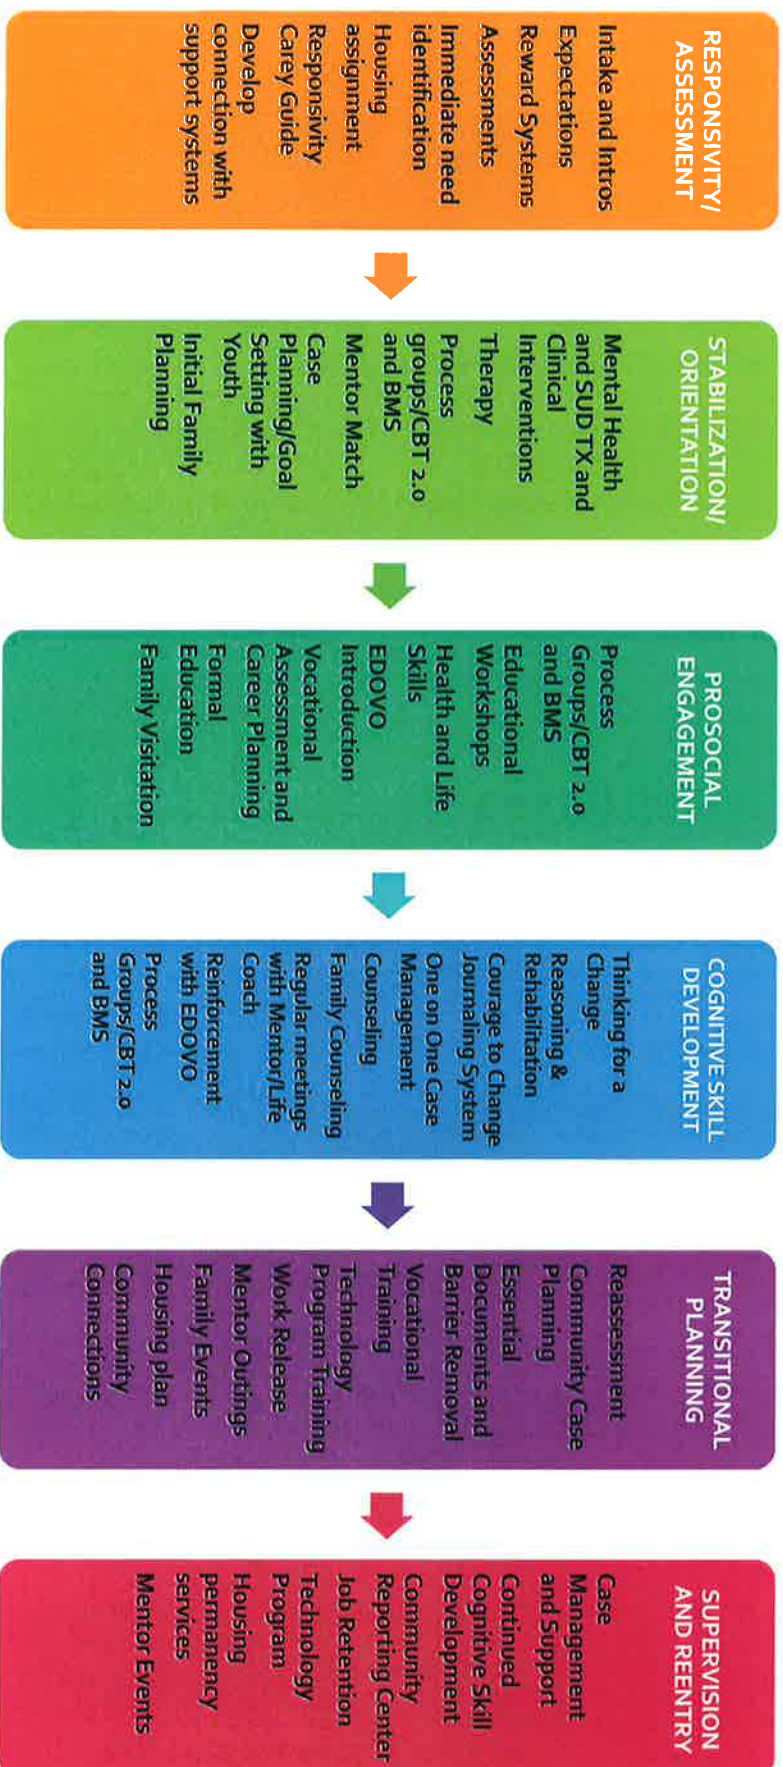 RESPONSIVITY/
ASSESSMENT
Intake and Intros
Expectations
Reward Systems
Assessments
Immediate need
identification
Housing
assignment
Responsivity
Carey Guide
Develop
connection with
support systems
STABILIZATION/
ORIENTATION
Mental Health
and SUD TX and
Clinical
Interventions
Therapy
Process
groups/CBT 2.0
and BMS
Mentor Match
Case
Planning/Goal
Setting with
Youth
Initial Family
Planning
PROSOCIAL
ENGAGEMENT
Process
Groups/CBT 2.0
and BMS
Educational
Workshops
Health and Life
Skills
EDOVO
Introduction
Vocational
Assessment and
Career Planning
Formal
Education
Family Visitation
COGNITIVE SKILL
DEVELOPMENT
Thinking for a
Change
Reasoning &
Rehabilitation
Courage to Change
Journaling System
One on One Case
Management
Counseling
Family Counseling
Regular meetings
with Mentor/Life
Coach
Reinforcement
with EDOVO
Process
Groups/CBT 2.0
and BMS
TRANSITIONAL
PLANNING
Reassessment
Community Case
Planning
Essential
Documents and
Barrier Removal
Vocational
Training
Technology
Program Training
Work Release
Mentor Outings
Family Events
Housing plan
Community
Connections
SUPERVISION
AND REENTRY
Case
Management
and Support
Continued
Cognitive Skill
Development
Community
Reporting Center
Job Retention
Technology
Program
Housing
permanency
services
Mentor Events